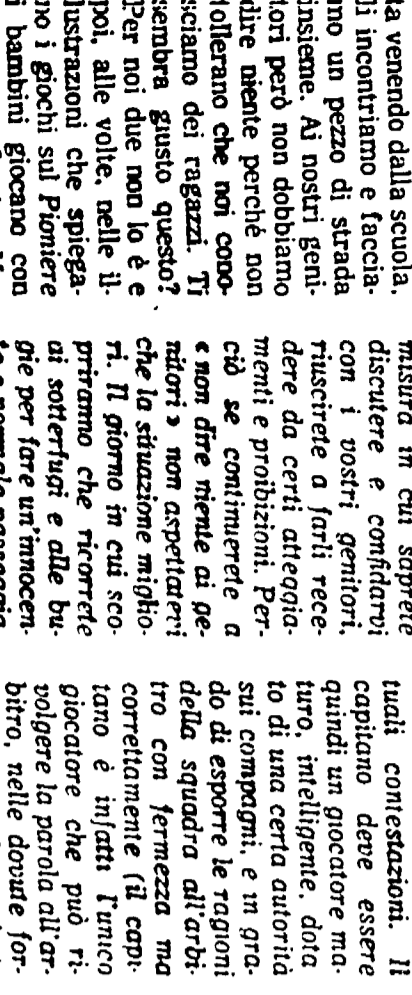 ta venendo dalla scuola,
li incontriamo e faccia-
mo un pezzo di strada
insieme. Ai nostri geni-
tori però non dobbiamo
dire niente perché non
tollerano che noi cono-
sciamo dei ragazzi. Ti
sembra giusto questo?
Per noi due non lo è e
poi, alle volte, nelle il-
lustrazioni che spiega-
no i giochi sul Pioniere
i bambini giocano con
misura in cui saprete
discutere e confidarvi
con i vostri genitori,
riuscirete a farli rece-
dere da certi atteggia-
menti e proibizioni. Per-
ciò se continuerete a
« non dire niente ai ge-
nitori » non aspettatevi
che la situazione miglio-
ri. Il giorno in cui sco-
priranno che ricorrete
ai sotterfugi e alle bu-
gie per fare un'innocen-
te e normale passeggia
tuali contestazioni. Il
capitano deve essere
quindi un giocatore ma-
turo, intelligente, dota
to di una certa autorità
sui compagni, e in gra-
do di esporre le ragioni
della squadra all'arbi-
tro con fermezza ma
correttamente (il capi-
tano è infatti l'unico
giocatore che può ri-
volgere la parola all'ar-
bitro, nelle dovute for-